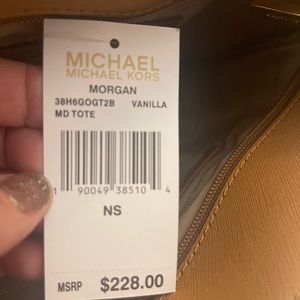 MICHAEL
MICHAEL KORS
MORGAN
38H6GOGT2B VANILLA
MD TOTE
1 90049 38510 4
NS
MSRP $228.00